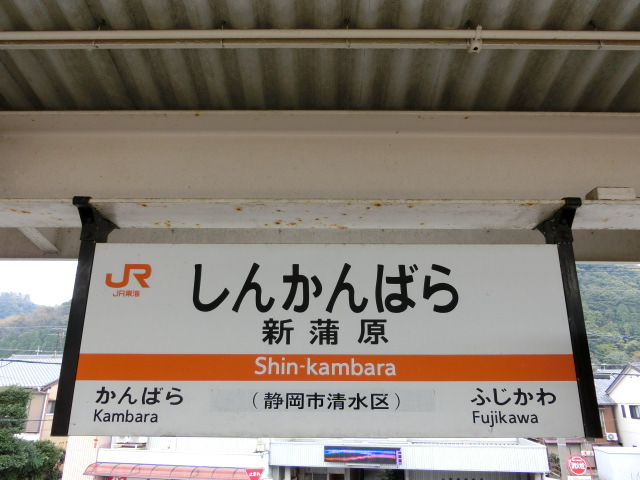 JR
JR東海
しんかんばら
新蒲原
Shin-kambara
かんばら
Kambara
（静岡市清水区）
ふじかわ
Fujikawa